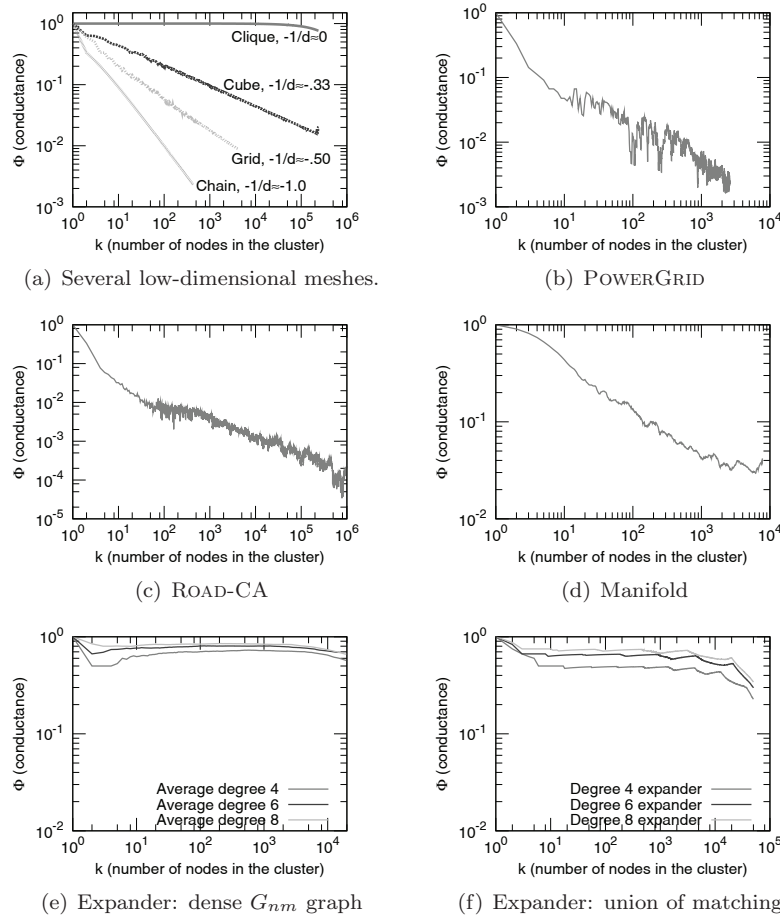 10^0
10^-1
10^-2
10^-3
Φ (conductance)
Clique, -1/d≈0
Cube, -1/d≈-.33
Grid, -1/d≈-.50
Chain, -1/d≈-1.0
10^0 10^1 10^2 10^3 10^4 10^5 10^6
k (number of nodes in the cluster)
(a) Several low-dimensional meshes.
10^0
10^-1
10^-2
10^-3
Φ (conductance)
10^0 10^1 10^2 10^3 10^4
k (number of nodes in the cluster)
(b) POWERGRID
10^0
10^-1
10^-2
10^-3
10^-4
10^-5
Φ (conductance)
10^0 10^1 10^2 10^3 10^4 10^5 10^6
k (number of nodes in the cluster)
(c) ROAD-CA
10^0
10^-1
10^-2
Φ (conductance)
10^0 10^1 10^2 10^3 10^4
k (number of nodes in the cluster)
(d) Manifold
10^0
10^-1
10^-2
Φ (conductance)
Average degree 4
Average degree 6
Average degree 8
10^0 10^1 10^2 10^3 10^4
k (number of nodes in the cluster)
(e) Expander: dense G_nm graph
10^0
10^-1
10^-2
Φ (conductance)
Degree 4 expander
Degree 6 expander
Degree 8 expander
10^0 10^1 10^2 10^3 10^4 10^5
k (number of nodes in the cluster)
(f) Expander: union of matching